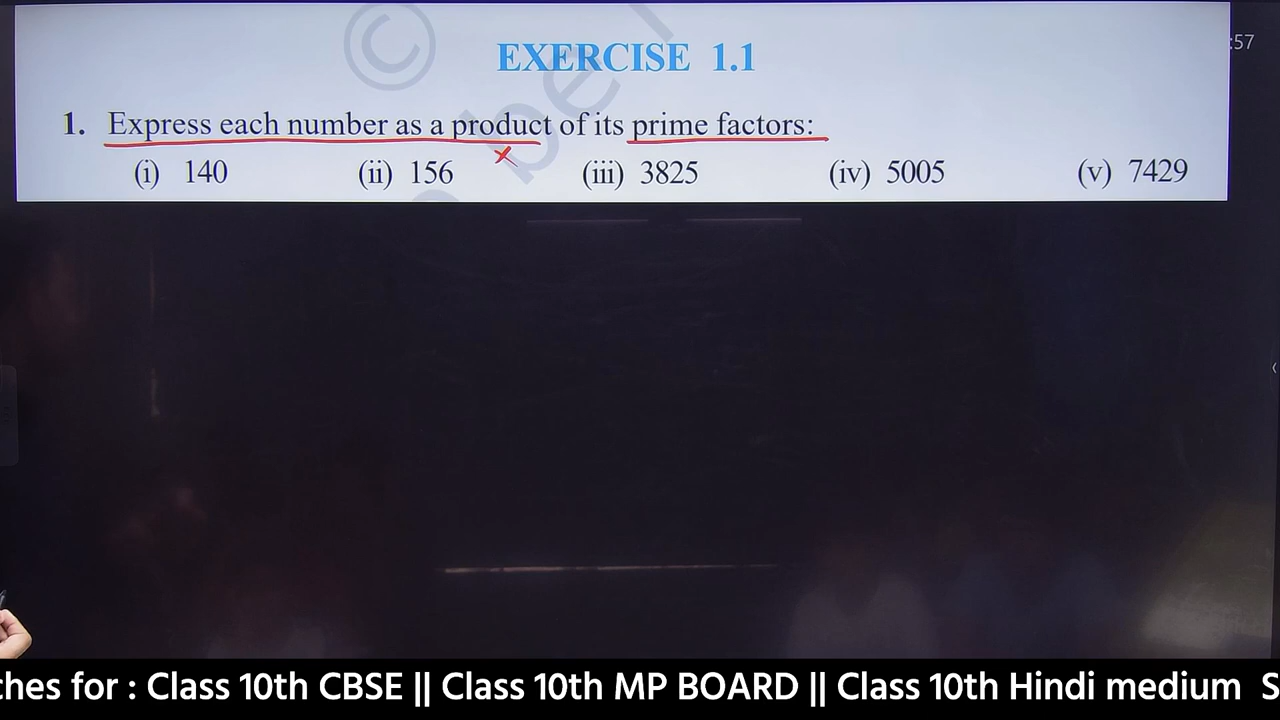 :57
EXERCISE 1.1
1. Express each number as a product of its prime factors:
(i) 140 (ii) 156 (iii) 3825 (iv) 5005 (v) 7429
ches for : Class 10th CBSE || Class 10th MP BOARD || Class 10th Hindi medium S